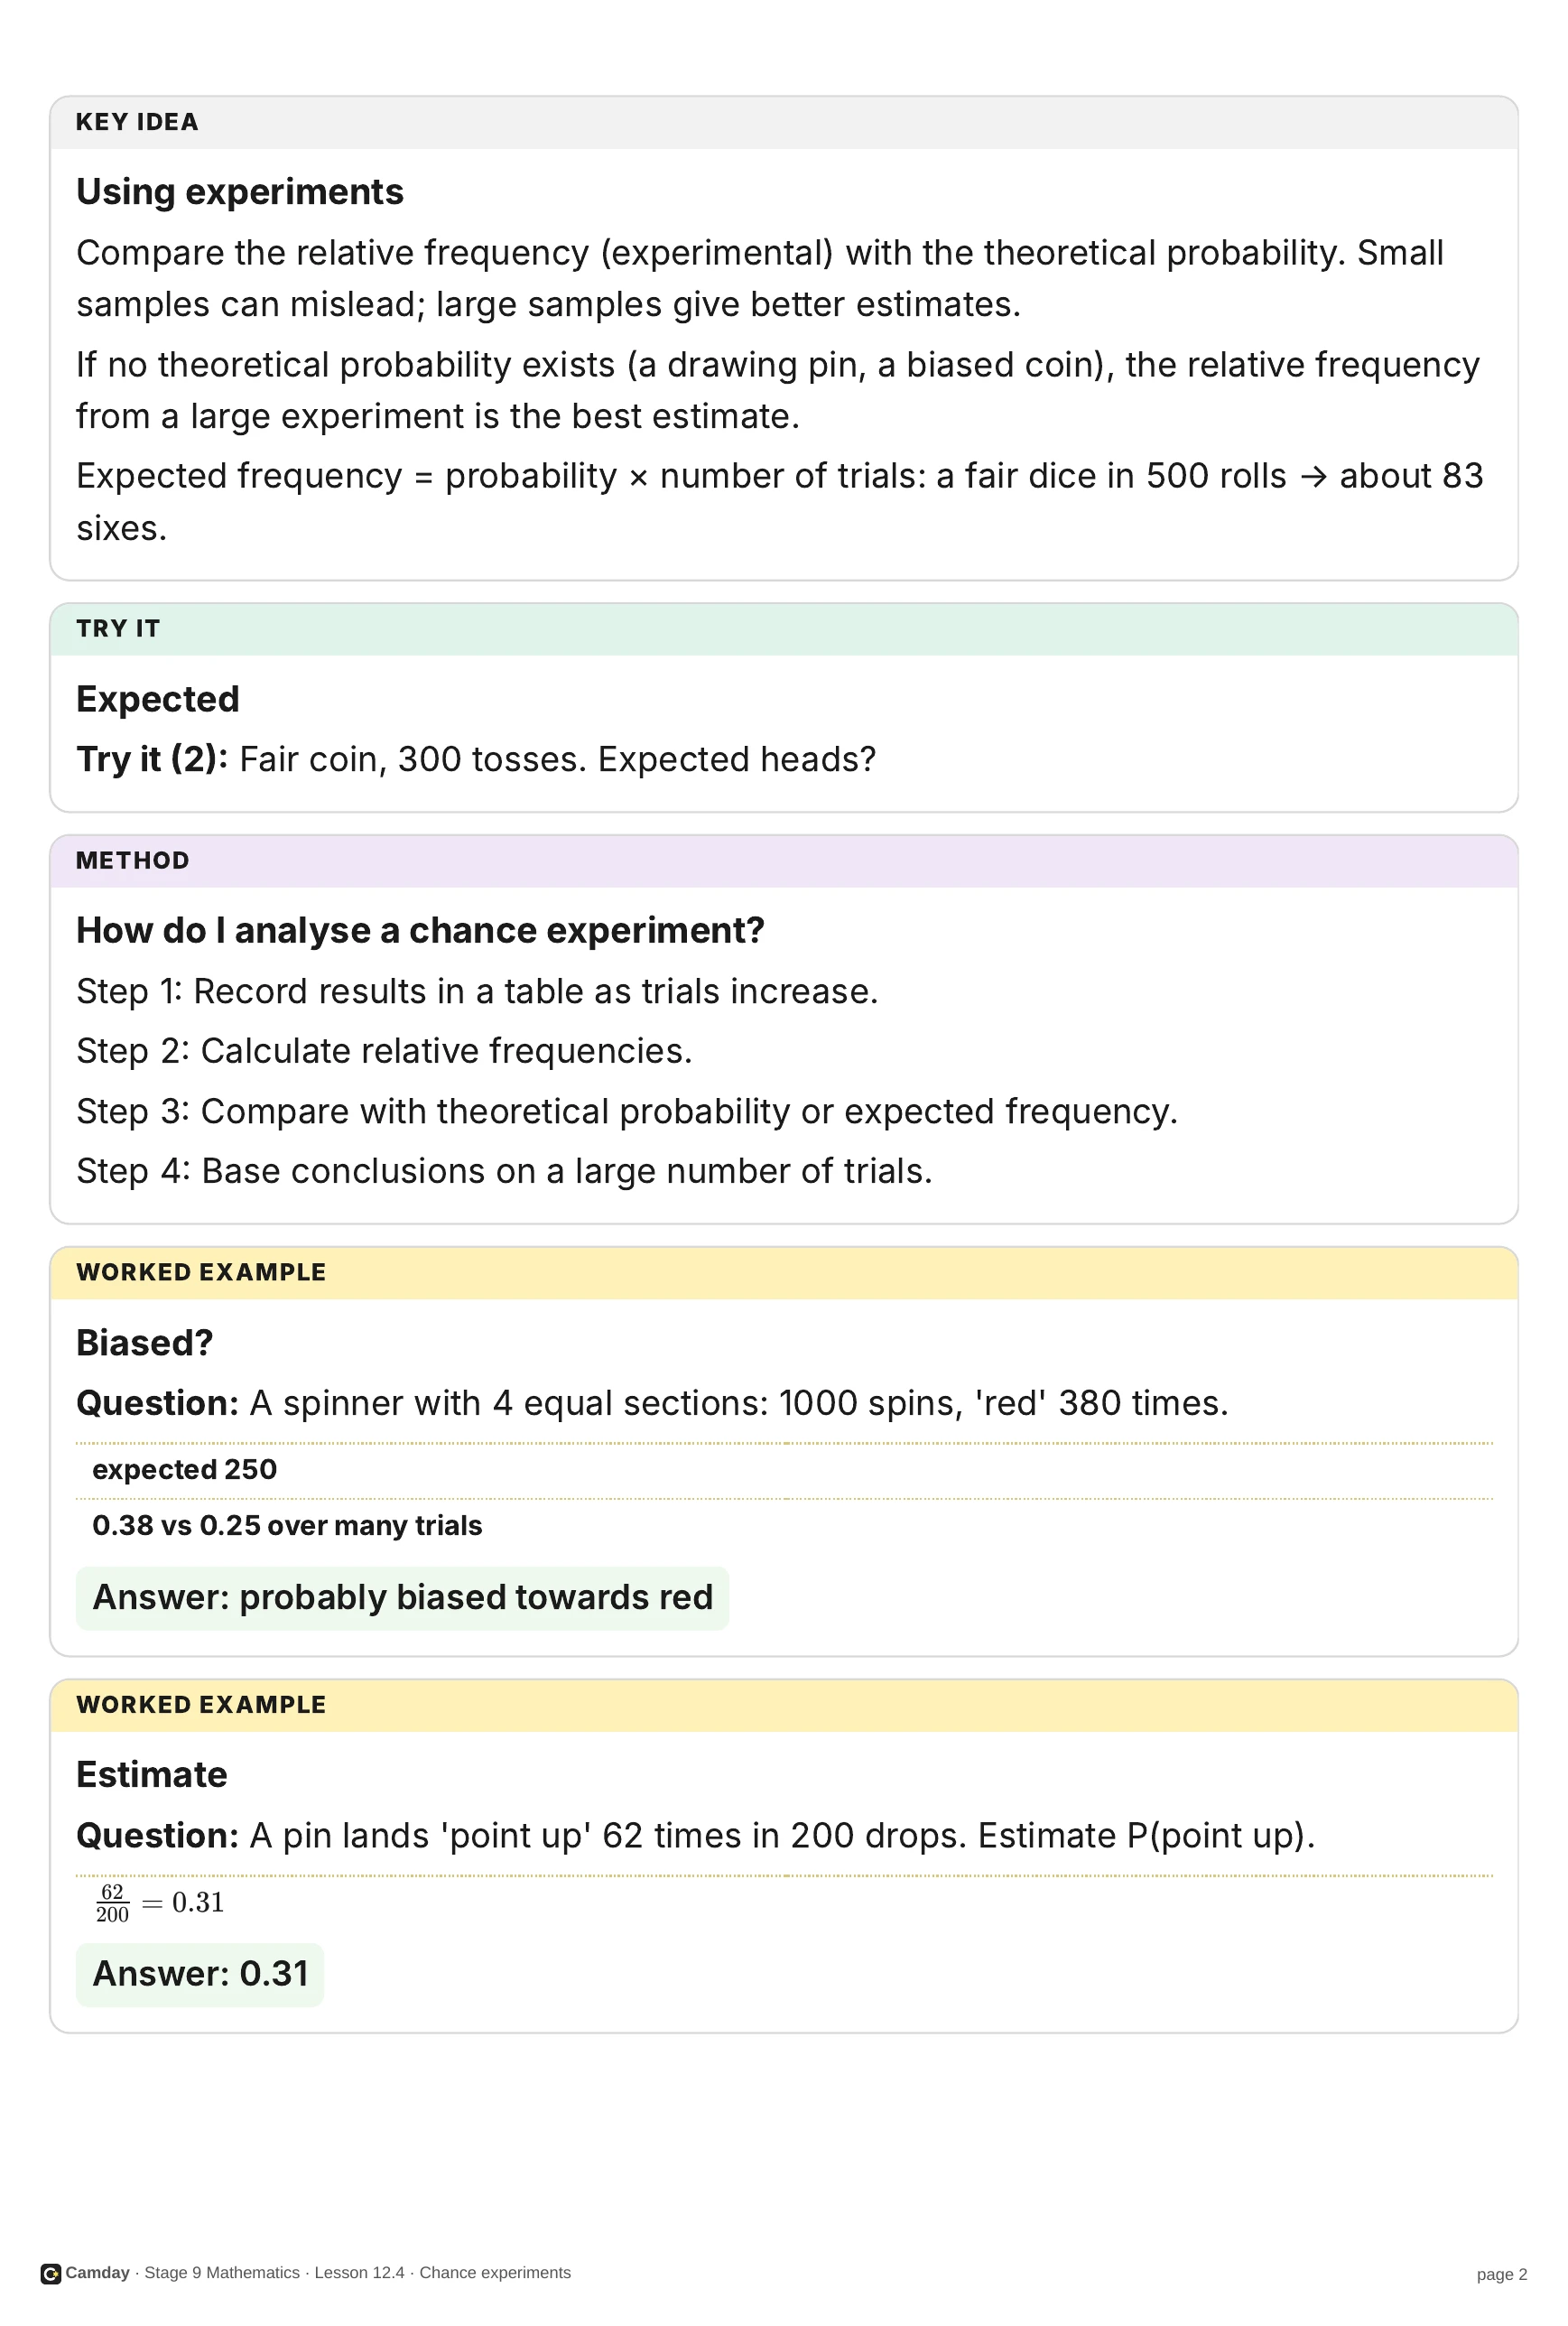 KEY IDEA
Using experiments
Compare the relative frequency (experimental) with the theoretical probability. Small
samples can mislead; large samples give better estimates.
If no theoretical probability exists (a drawing pin, a biased coin), the relative frequency
from a large experiment is the best estimate.
Expected frequency = probability × number of trials: a fair dice in 500 rolls → about 83
sixes.
TRY IT
Expected
Try it (2): Fair coin, 300 tosses. Expected heads?
METHOD
How do I analyse a chance experiment?
Step 1: Record results in a table as trials increase.
Step 2: Calculate relative frequencies.
Step 3: Compare with theoretical probability or expected frequency.
Step 4: Base conclusions on a large number of trials.
WORKED EXAMPLE
Biased?
Question: A spinner with 4 equal sections: 1000 spins, 'red' 380 times.
expected 250
0.38 vs 0.25 over many trials
Answer: probably biased towards red
WORKED EXAMPLE
Estimate
Question: A pin lands 'point up' 62 times in 200 drops. Estimate P(point up).
62/200 = 0.31
Answer: 0.31
Camday · Stage 9 Mathematics · Lesson 12.4 · Chance experiments
page 2